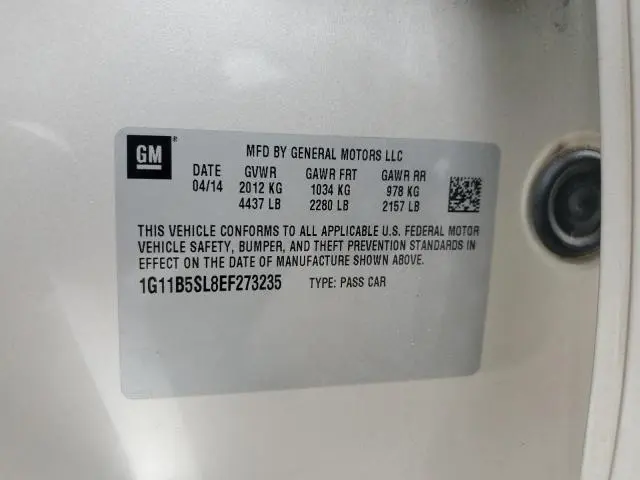 GM ®
MFD BY GENERAL MOTORS LLC
DATE GVWR GAWR FRT GAWR RR
04/14 2012 KG 1034 KG 978 KG
4437 LB 2280 LB 2157 LB
THIS VEHICLE CONFORMS TO ALL APPLICABLE U.S. FEDERAL MOTOR
VEHICLE SAFETY, BUMPER, AND THEFT PREVENTION STANDARDS IN
EFFECT ON THE DATE OF MANUFACTURE SHOWN ABOVE.
1G11B5SL8EF273235 TYPE: PASS CAR